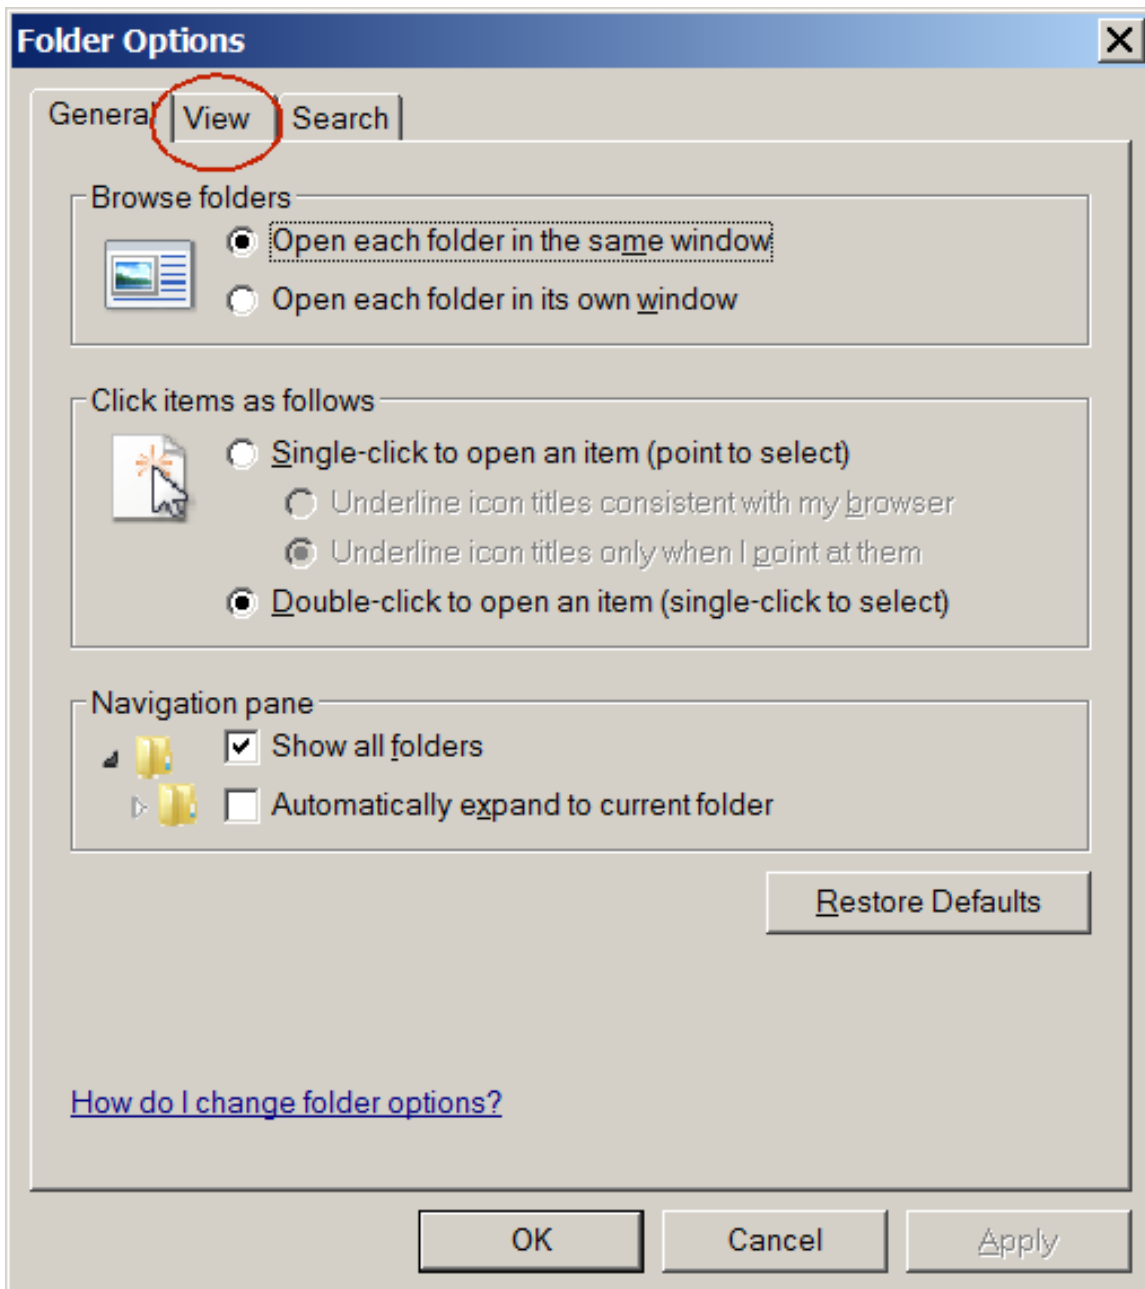 Folder Options
General View Search
Browse folders
Open each folder in the same window
Open each folder in its own window
Click items as follows
Single-click to open an item (point to select)
Underline icon titles consistent with my browser
Underline icon titles only when I point at them
Double-click to open an item (single-click to select)
Navigation pane
Show all folders
Automatically expand to current folder
Restore Defaults
How do I change folder options?
OK Cancel Apply